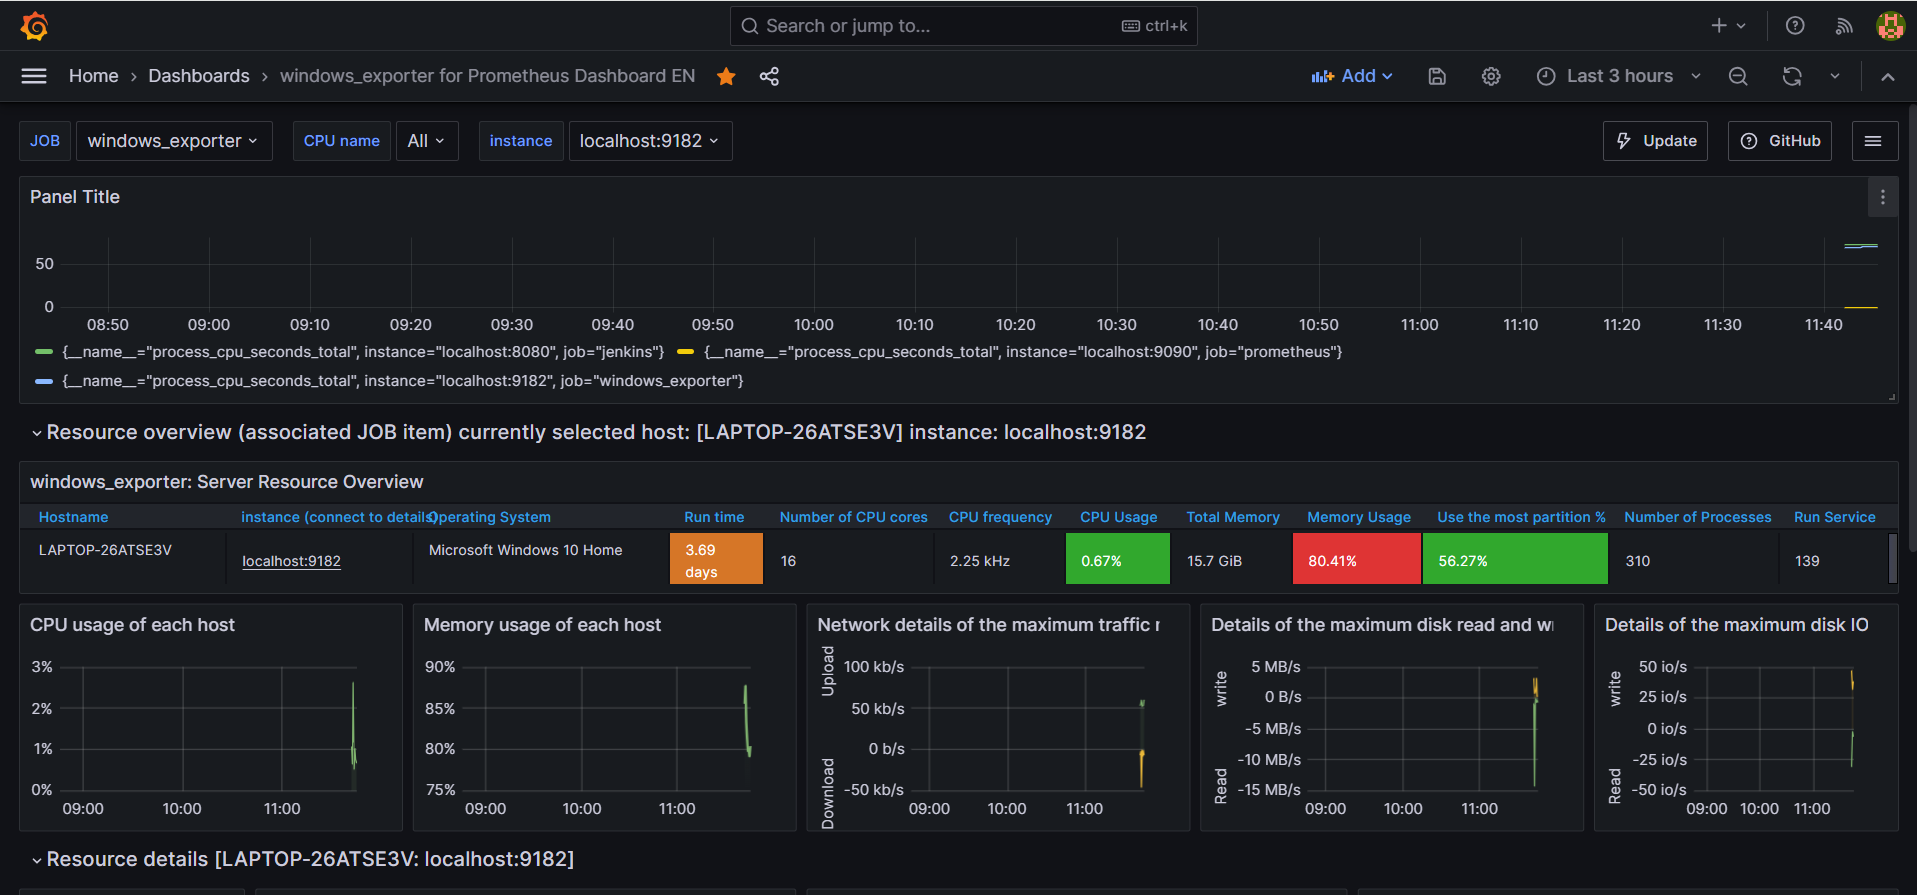 Search or jump to... ctrl+k
Home › Dashboards › windows_exporter for Prometheus Dashboard EN Add Last 3 hours
JOB windows_exporter CPU name All instance localhost:9182 Update GitHub
Panel Title
50
0
08:50 09:00 09:10 09:20 09:30 09:40 09:50 10:00 10:10 10:20 10:30 10:40 10:50 11:00 11:10 11:20 11:30 11:40
{__name__="process_cpu_seconds_total", instance="localhost:8080", job="jenkins"} {__name__="process_cpu_seconds_total", instance="localhost:9090", job="prometheus"}
{__name__="process_cpu_seconds_total", instance="localhost:9182", job="windows_exporter"}
Resource overview (associated JOB item) currently selected host: [LAPTOP-26ATSE3V] instance: localhost:9182
windows_exporter: Server Resource Overview
Hostname instance (connect to details) Operating System Run time Number of CPU cores CPU frequency CPU Usage Total Memory Memory Usage Use the most partition % Number of Processes Run Service
LAPTOP-26ATSE3V localhost:9182 Microsoft Windows 10 Home 3.69 days 16 2.25 kHz 0.67% 15.7 GiB 80.41% 56.27% 310 139
CPU usage of each host
3%
2%
1%
0%
09:00 10:00 11:00
Memory usage of each host
90%
85%
80%
75%
09:00 10:00 11:00
Network details of the maximum traffic
Upload
Download
100 kb/s
50 kb/s
0 b/s
-50 kb/s
09:00 10:00 11:00
Details of the maximum disk read and w
write
Read
5 MB/s
0 B/s
-5 MB/s
-10 MB/s
-15 MB/s
09:00 10:00 11:00
Details of the maximum disk IO
write
Read
50 io/s
25 io/s
0 io/s
-25 io/s
-50 io/s
09:00 10:00 11:00
Resource details [LAPTOP-26ATSE3V: localhost:9182]